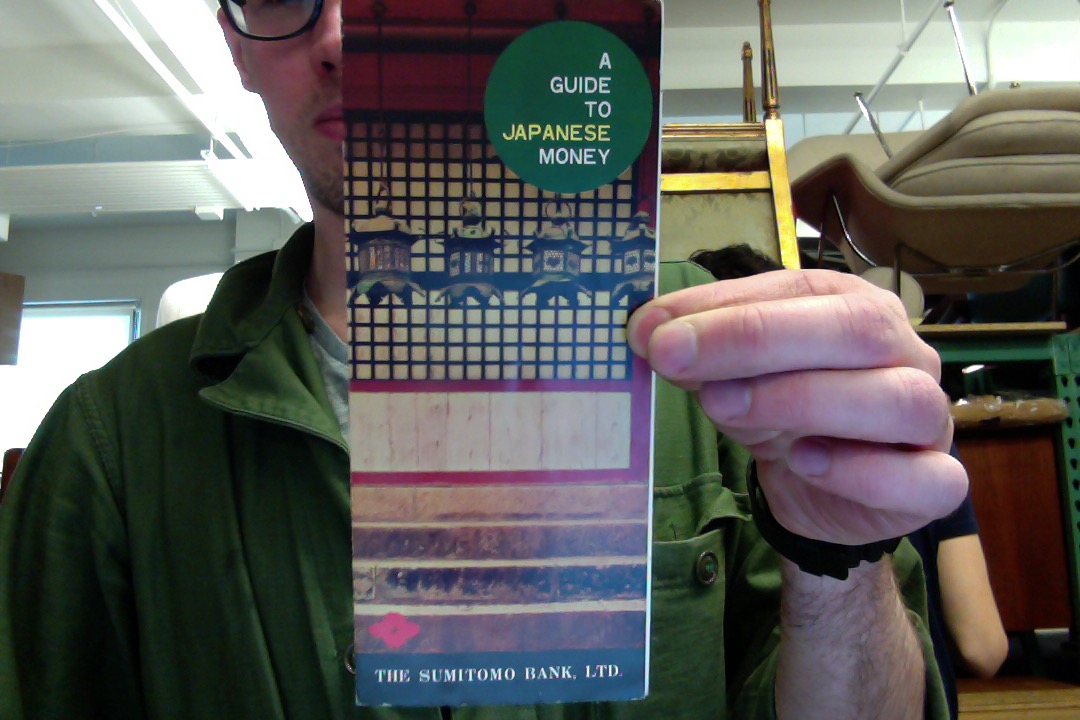 A
GUIDE
TO
JAPANESE
MONEY
THE SUMITOMO BANK, LTD.